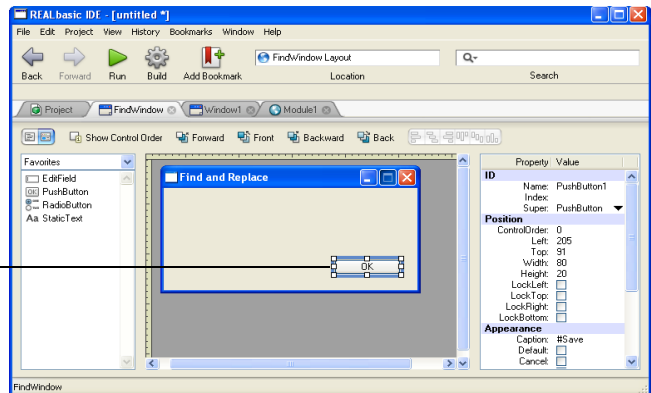 REALbasic IDE - [untitled *]
File Edit Project View History Bookmarks Window Help
FindWindow Layout
Back Forward Run Build Add Bookmark Location Search
Project FindWindow Window1 Module1
Show Control Order Forward Front Backward Back
Favorites
EditField
OK PushButton
RadioButton
Aa StaticText
Find and Replace
OK
Property Value
ID
Name: PushButton1
Index:
Super: PushButton
Position
ControlOrder: 0
Left: 205
Top: 91
Width: 80
Height: 20
LockLeft:
LockTop:
LockRight:
LockBottom:
Appearance
Caption: #Save
Default:
Cancel:
FindWindow